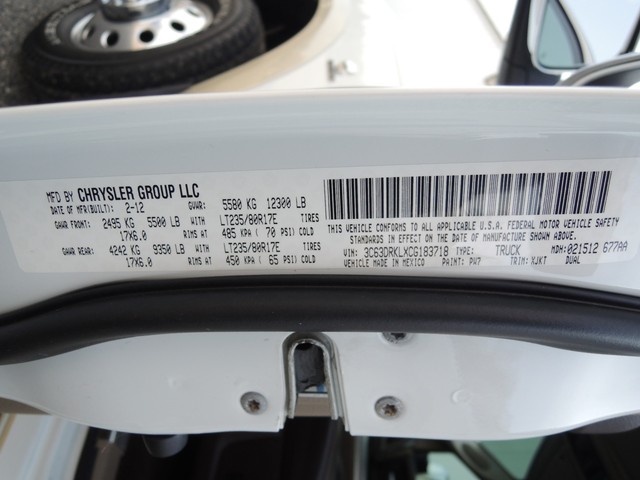 MFD BY CHRYSLER GROUP LLC
DATE OF MFR(BUILT): 2-12 GVWR: 5580 KG 12300 LB
GAWR FRONT: 2495 KG 5500 LB WITH LT235/80R17E TIRES
17X6.0 RIMS AT 485 KPA ( 70 PSI) COLD
GAWR REAR: 4242 KG 9350 LB WITH LT235/80R17E TIRES
17X6.0 RIMS AT 450 KPA ( 65 PSI) COLD
THIS VEHICLE CONFORMS TO ALL APPLICABLE U.S.A. FEDERAL MOTOR VEHICLE SAFETY
STANDARDS IN EFFECT ON THE DATE OF MANUFACTURE SHOWN ABOVE.
VIN: 3C63DRKLXCG183718 TYPE: TRUCK MDH: 021512 677AA
VEHICLE MADE IN MEXICO PAINT: PW7 TRIM: XJKT DUAL